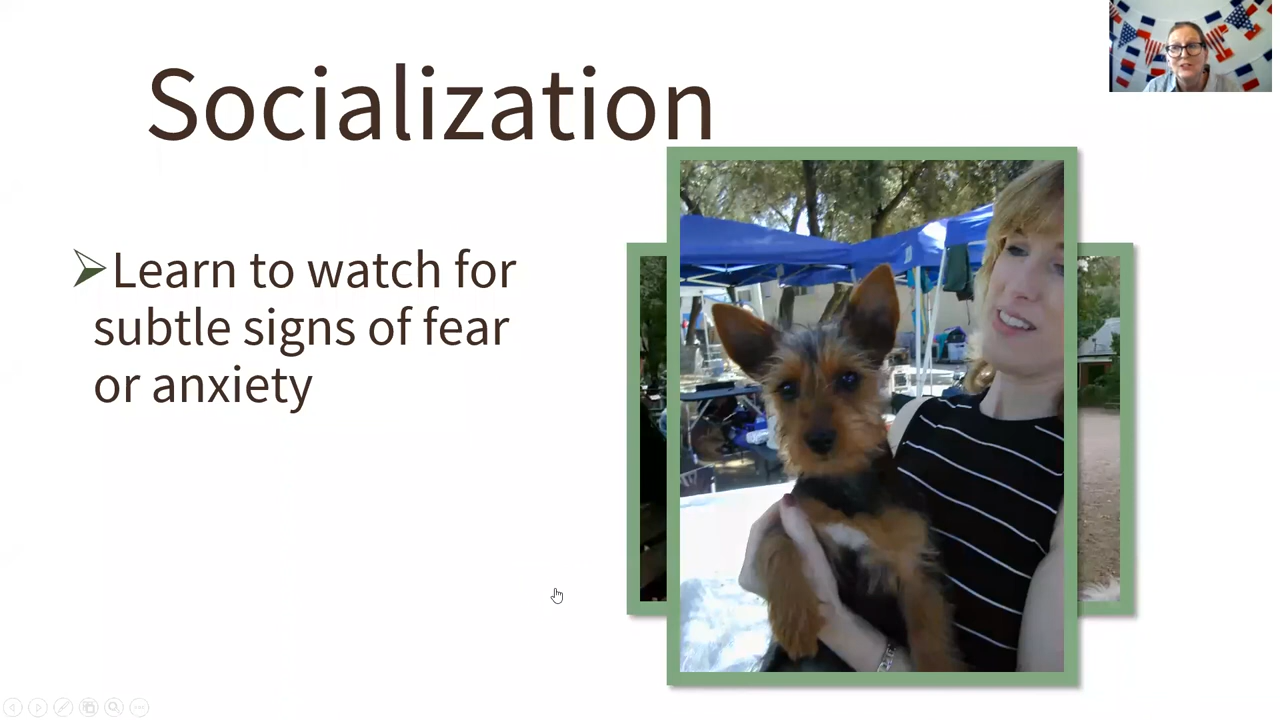 Socialization
Learn to watch for
subtle signs of fear
or anxiety